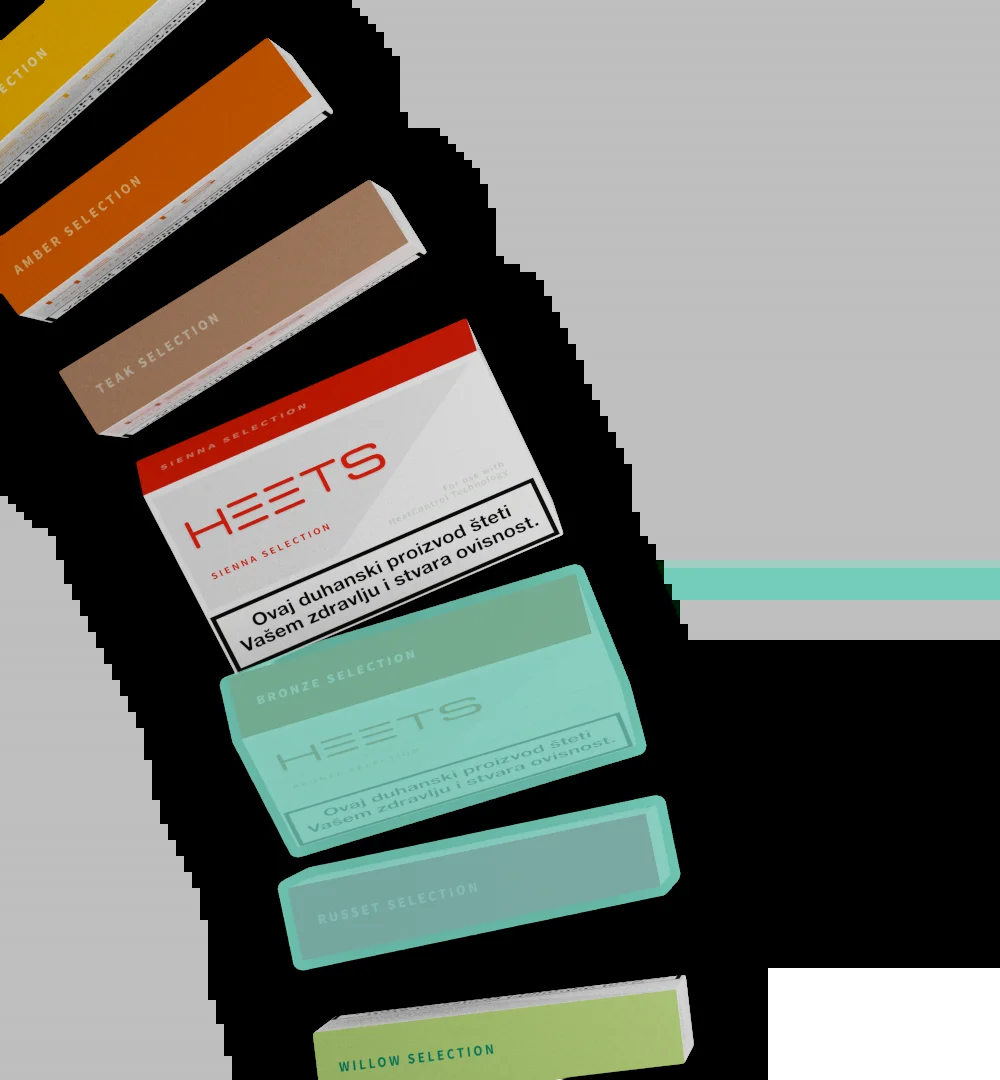 ECTION
AMBER SELECTION
TEAK SELECTION
SIENNA SELECTION
HEETS
SIENNA SELECTION
For use with
HeatControl Technology
Ovaj duhanski proizvod šteti
Vašem zdravlju i stvara ovisnost.
BRONZE SELECTION
HEETS
BRONZE SELECTION
Ovaj duhanski proizvod šteti
Vašem zdravlju i stvara ovisnost.
RUSSET SELECTION
WILLOW SELECTION